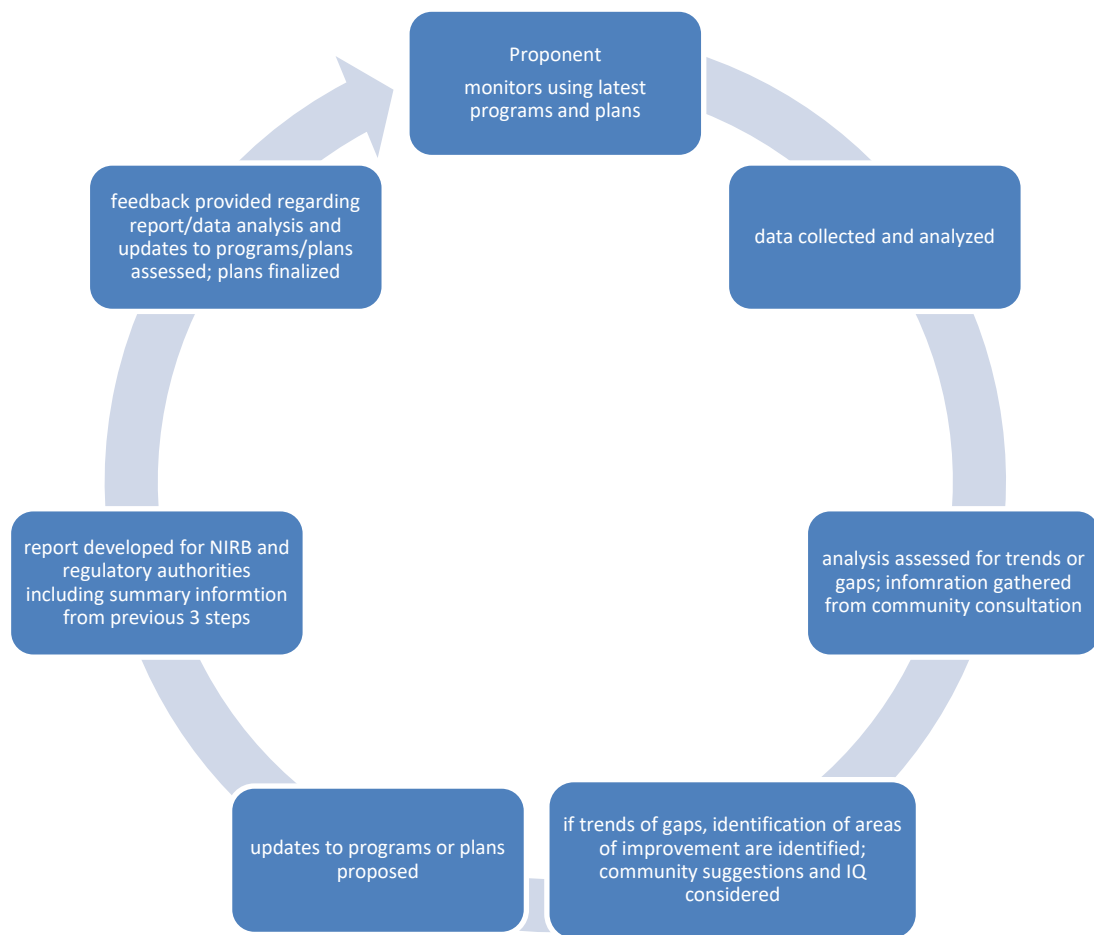 Proponent
monitors using latest
programs and plans
data collected and analyzed
analysis assessed for trends or
gaps; infomration gathered
from community consultation
if trends of gaps, identification of areas
of improvement are identified;
community suggestions and IQ
considered
updates to programs or plans
proposed
report developed for NIRB and
regulatory authorities
including summary informtion
from previous 3 steps
feedback provided regarding
report/data analysis and
updates to programs/plans
assessed; plans finalized